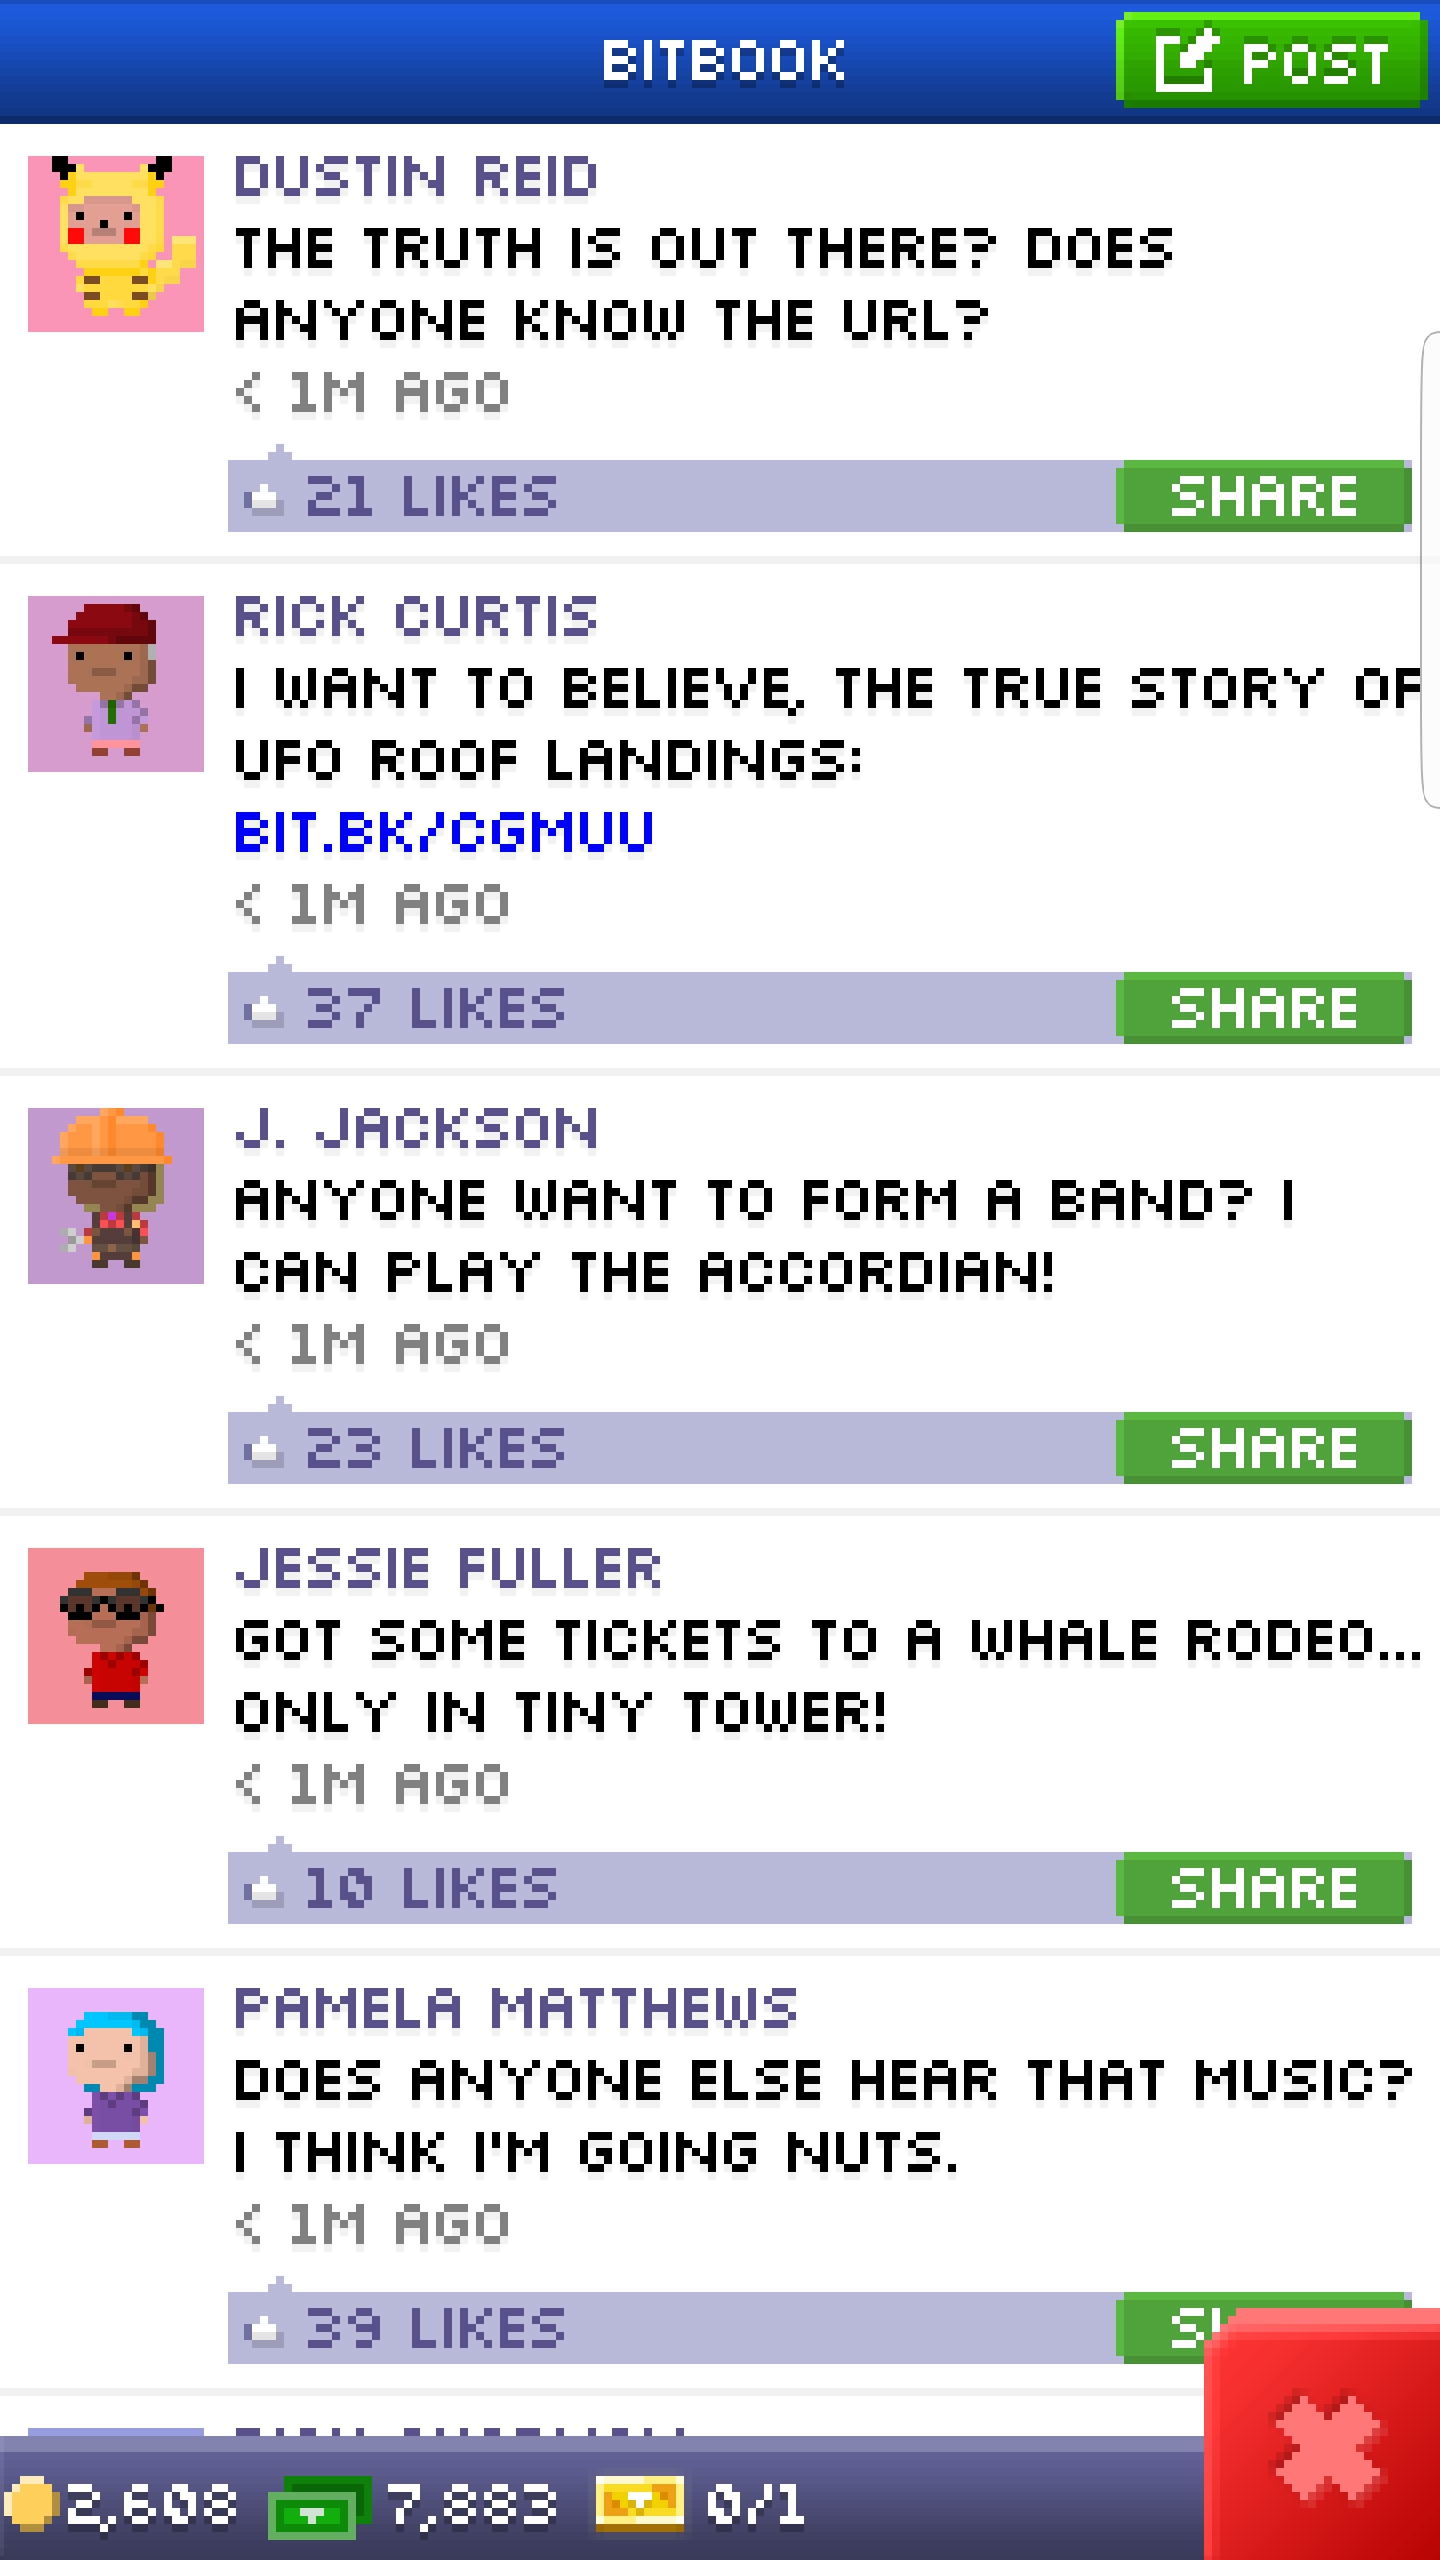 BITBOOK
POST
DUSTIN REID
THE TRUTH IS OUT THERE? DOES
ANYONE KNOW THE URL?
< 1M AGO
21 LIKES
SHARE
RICK CURTIS
I WANT TO BELIEVE, THE TRUE STORY OF
UFO ROOF LANDINGS:
BIT.BK/CGMUU
< 1M AGO
37 LIKES
SHARE
J. JACKSON
ANYONE WANT TO FORM A BAND? I
CAN PLAY THE ACCORDIAN!
< 1M AGO
23 LIKES
SHARE
JESSIE FULLER
GOT SOME TICKETS TO A WHALE RODEO...
ONLY IN TINY TOWER!
< 1M AGO
10 LIKES
SHARE
PAMELA MATTHEWS
DOES ANYONE ELSE HEAR THAT MUSIC?
I THINK I'M GOING NUTS.
< 1M AGO
39 LIKES
2,608
7,883
0/1